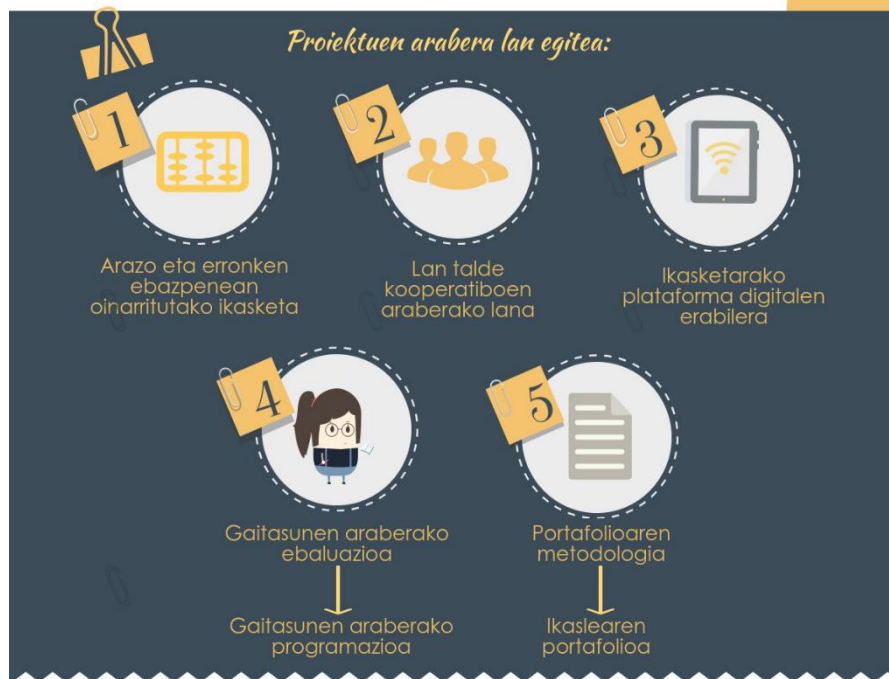 Proiektuen arabera lan egitea:
1
Arazo eta erronken
ebazpenean
oinarritutako ikasketa
2
Lan talde
kooperatiboen
araberako lana
3
Ikasketarako
plataforma digitalen
erabilera
4
Gaitasunen araberako
ebaluazioa
Gaitasunen araberako
programazioa
5
Portafolioaren
metodologia
Ikaslearen
portafolioa